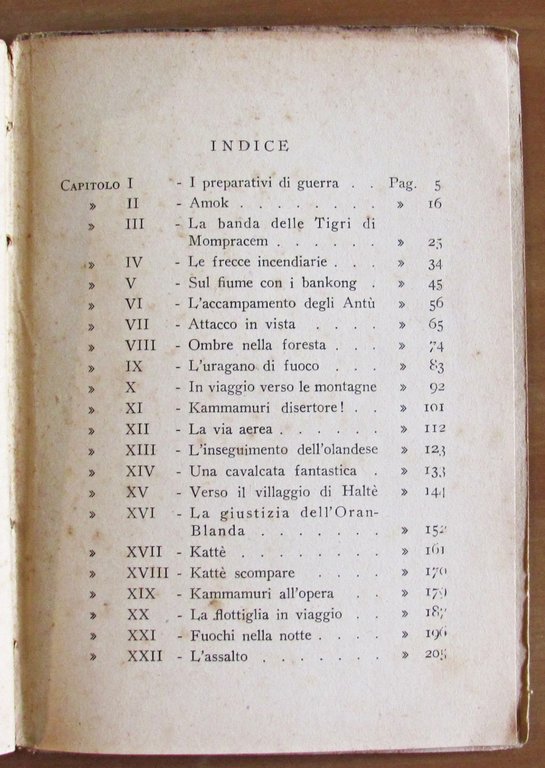 INDICE
CAPITOLO I - I preparativi di guerra . . Pag. 5
» II - Amok . . . . . . . . » 16
» III - La banda delle Tigri di
Mompracem . . . . . . » 25
» IV - Le frecce incendiarie . . . » 34
» V - Sul fiume con i bankong . » 45
» VI - L'accampamento degli Antù » 56
» VII - Attacco in vista . . . . » 65
» VIII - Ombre nella foresta . . . » 74
» IX - L'uragano di fuoco . . . » 83
» X - In viaggio verso le montagne » 92
» XI - Kammamuri disertore! . . » 101
» XII - La via aerea . . . . . . » 112
» XIII - L'inseguimento dell'olandese » 123
» XIV - Una cavalcata fantastica . » 133
» XV - Verso il villaggio di Haltè » 144
» XVI - La giustizia dell'Oran-
Blanda . . . . . . . » 152
» XVII - Kattè . . . . . . . » 161
» XVIII - Kattè scompare . . . . » 170
» XIX - Kammamuri all'opera . . » 179
» XX - La flottiglia in viaggio . . » 187
» XXI - Fuochi nella notte . . . . » 196
» XXII - L'assalto . . . . . . . » 205